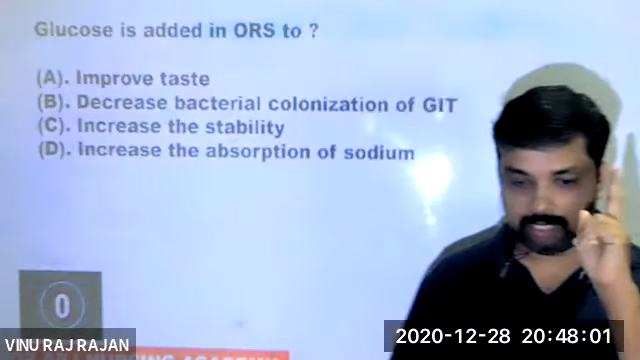 Glucose is added in ORS to ?
(A). Improve taste
(B). Decrease bacterial colonization of GIT
(C). Increase the stability
(D). Increase the absorption of sodium
0
VINU RAJ RAJAN
2020-12-28 20:48:01